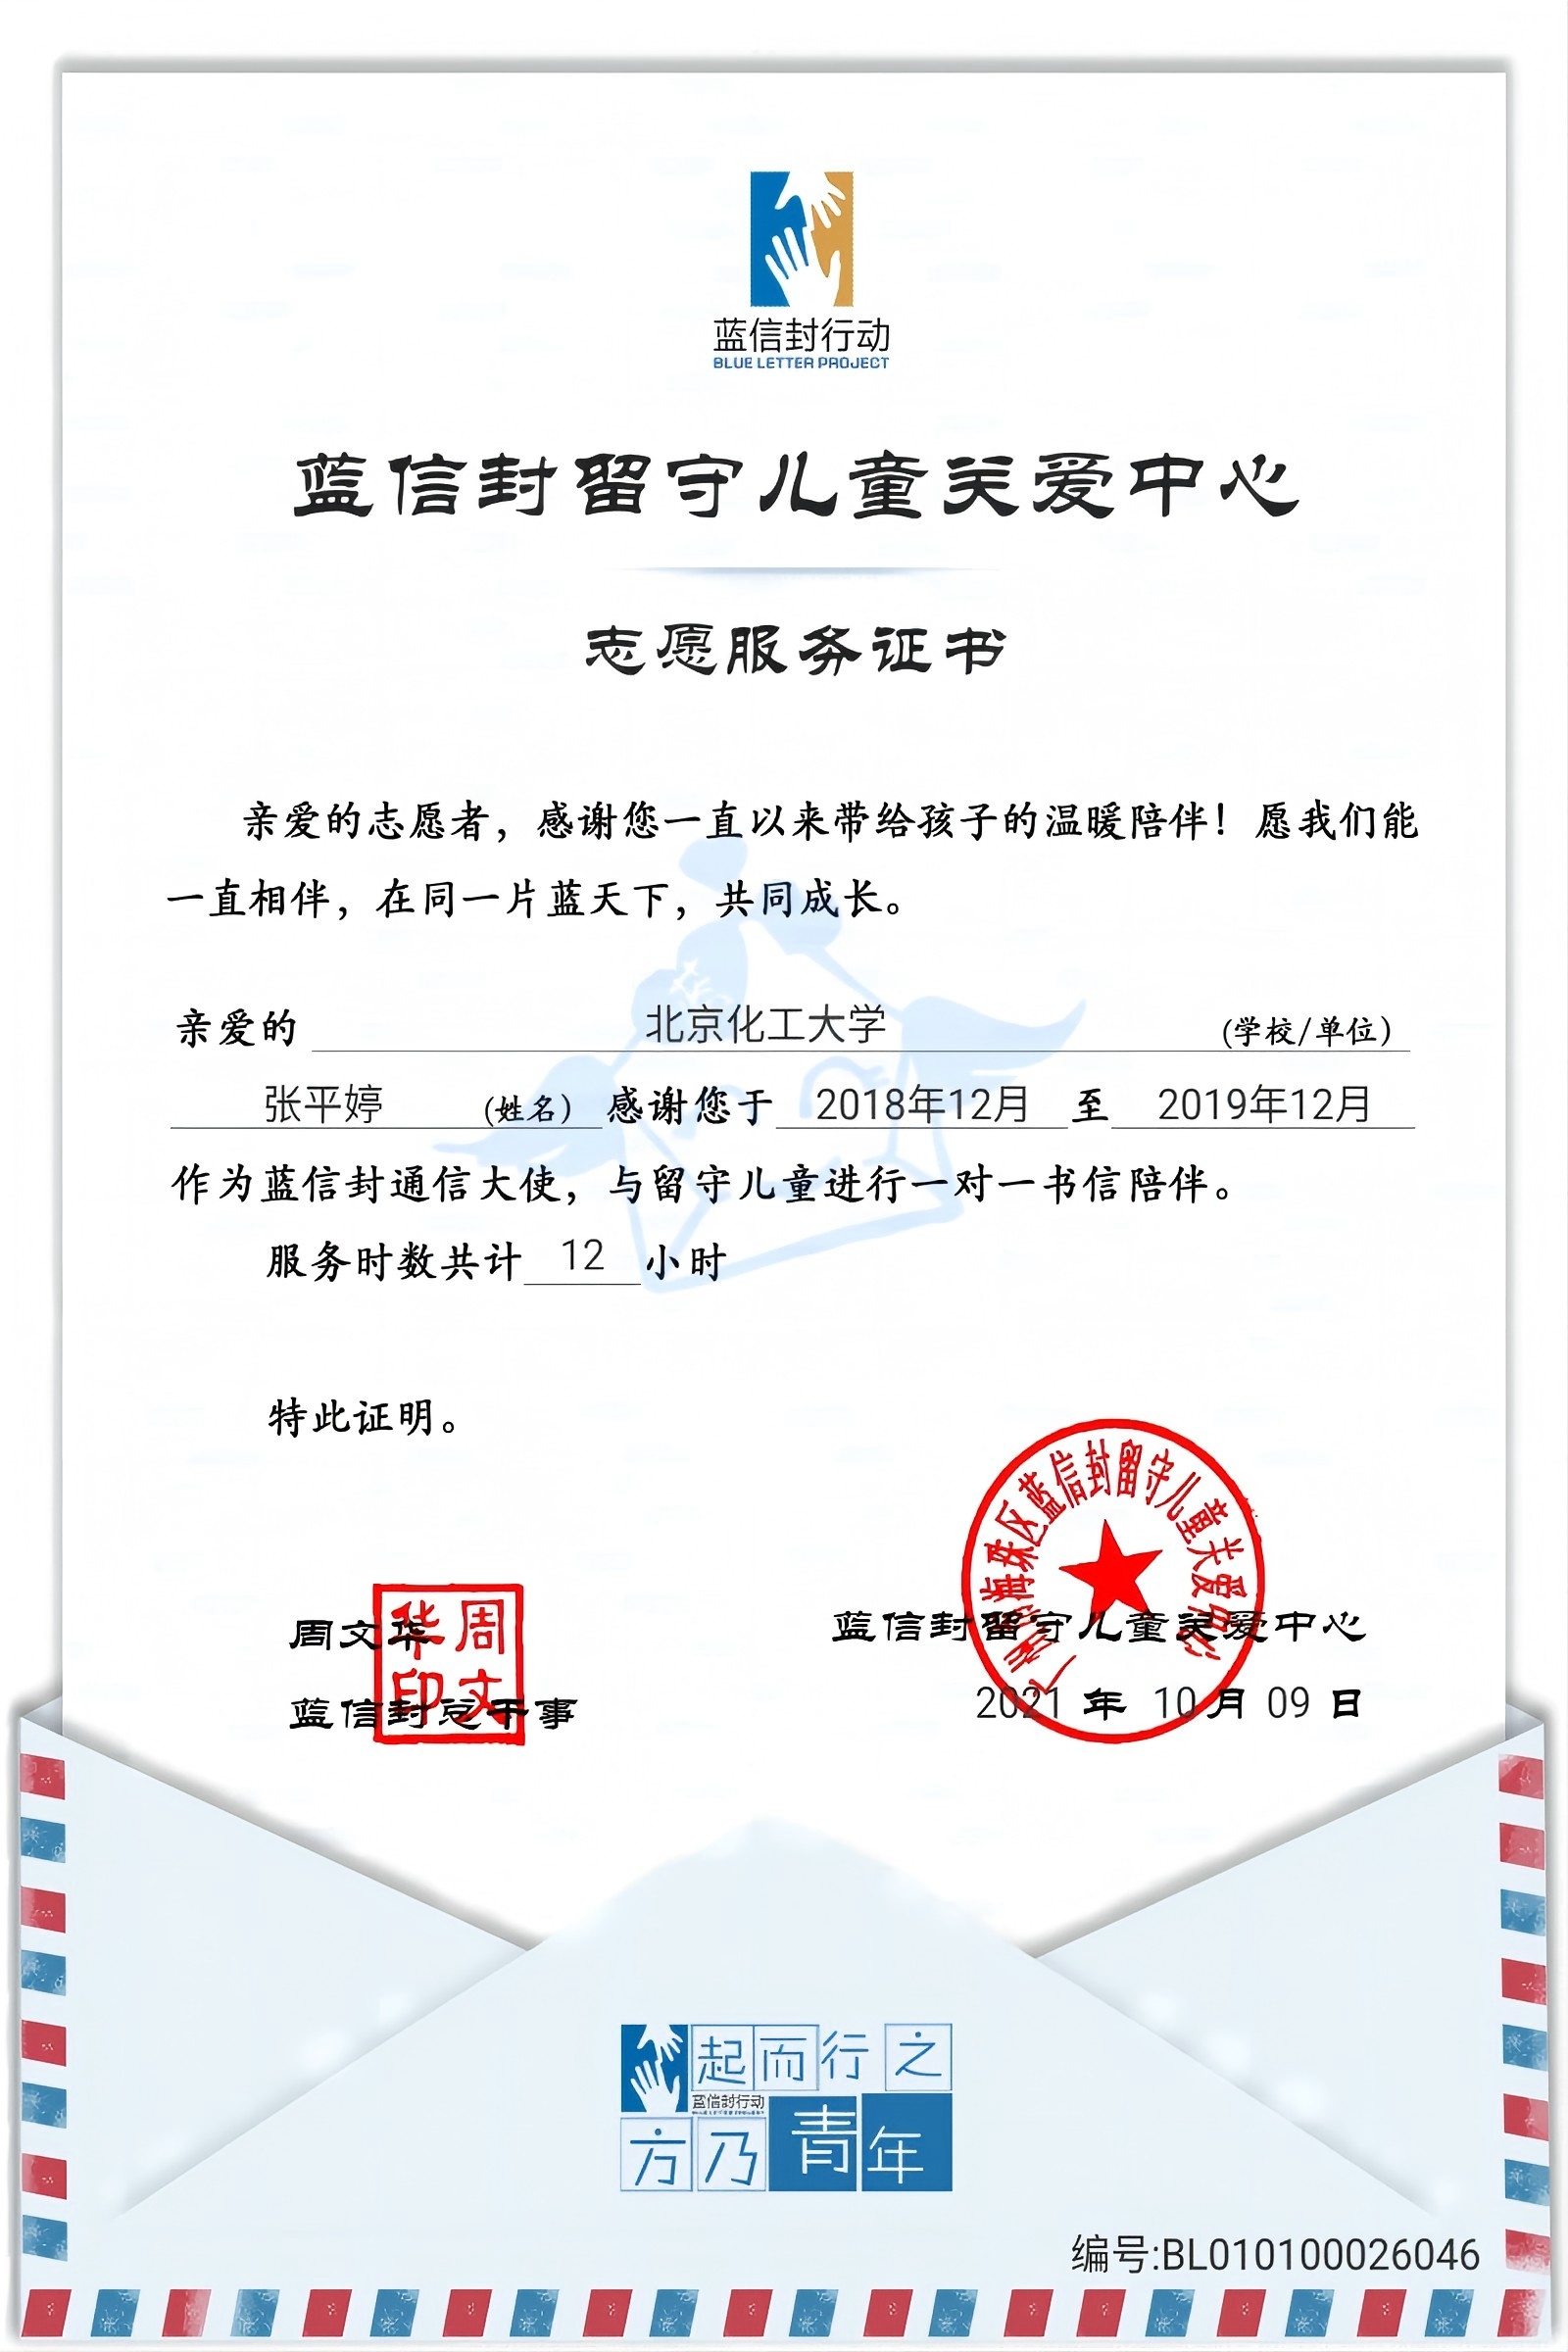 蓝信封行动
BLUE LETTER PROJECT
蓝信封留守儿童关爱中心
志愿服务证书
亲爱的志愿者，感谢您一直以来带给孩子的温暖陪伴！愿我们能
一直相伴，在同一片蓝天下，共同成长。
亲爱的 北京化工大学 (学校/单位)
张平婷 (姓名) 感谢您于 2018年12月 至 2019年12月
作为蓝信封通信大使，与留守儿童进行一对一书信陪伴。
服务时数共计 12 小时
特此证明。
广州市海珠区蓝信封留守儿童关爱中心
周文华
周文华印
蓝信封总干事
蓝信封留守儿童关爱中心
2021 年 10 月 09 日
起而行之
蓝信封行动
方乃青年
编号:BL010100026046